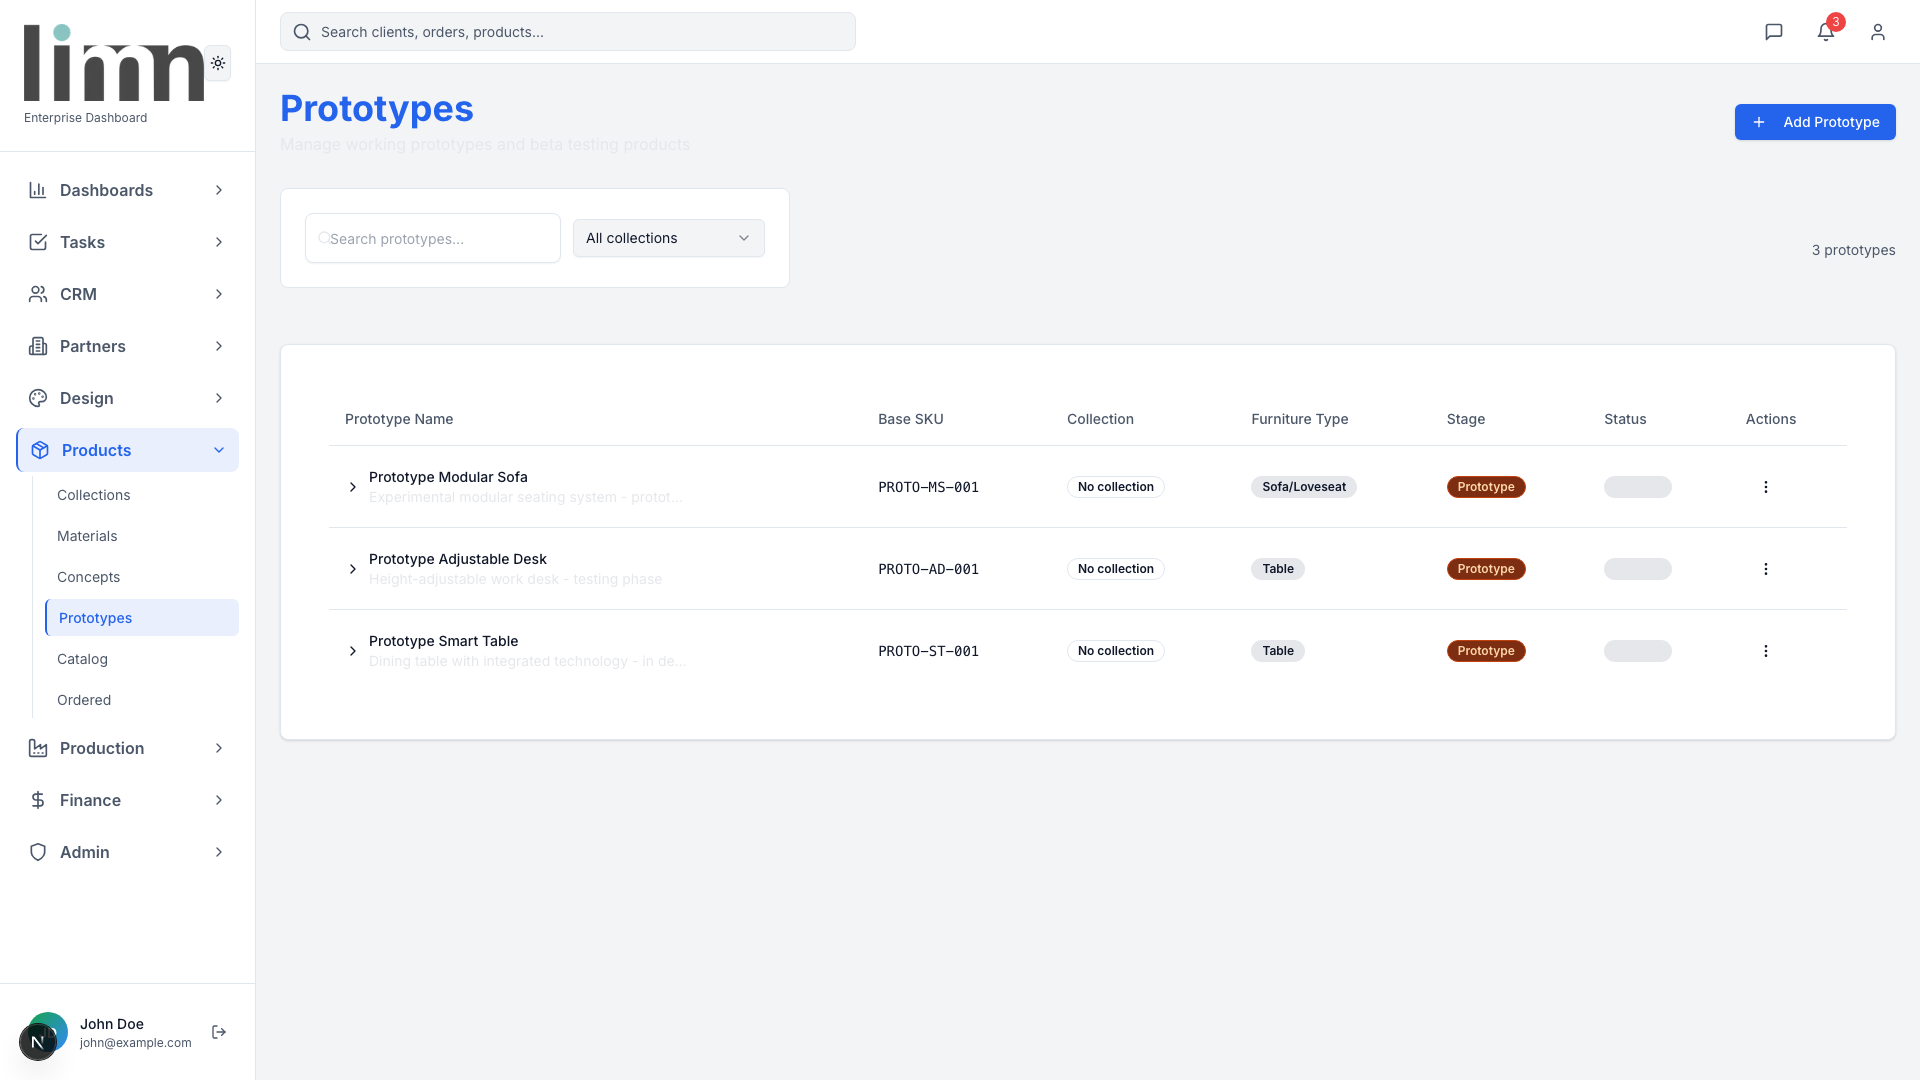 limn
Enterprise Dashboard
Search clients, orders, products...
3
Dashboards
Tasks
CRM
Partners
Design
Products
Collections
Materials
Concepts
Prototypes
Catalog
Ordered
Production
Finance
Admin
N
John Doe
john@example.com
Prototypes
Manage working prototypes and beta testing products
+ Add Prototype
Search prototypes...
All collections
3 prototypes
Prototype Name Base SKU Collection Furniture Type Stage Status Actions
Prototype Modular Sofa
Experimental modular seating system - protot...
PROTO-MS-001 No collection Sofa/Loveseat Prototype
Prototype Adjustable Desk
Height-adjustable work desk - testing phase
PROTO-AD-001 No collection Table Prototype
Prototype Smart Table
Dining table with integrated technology - in de...
PROTO-ST-001 No collection Table Prototype